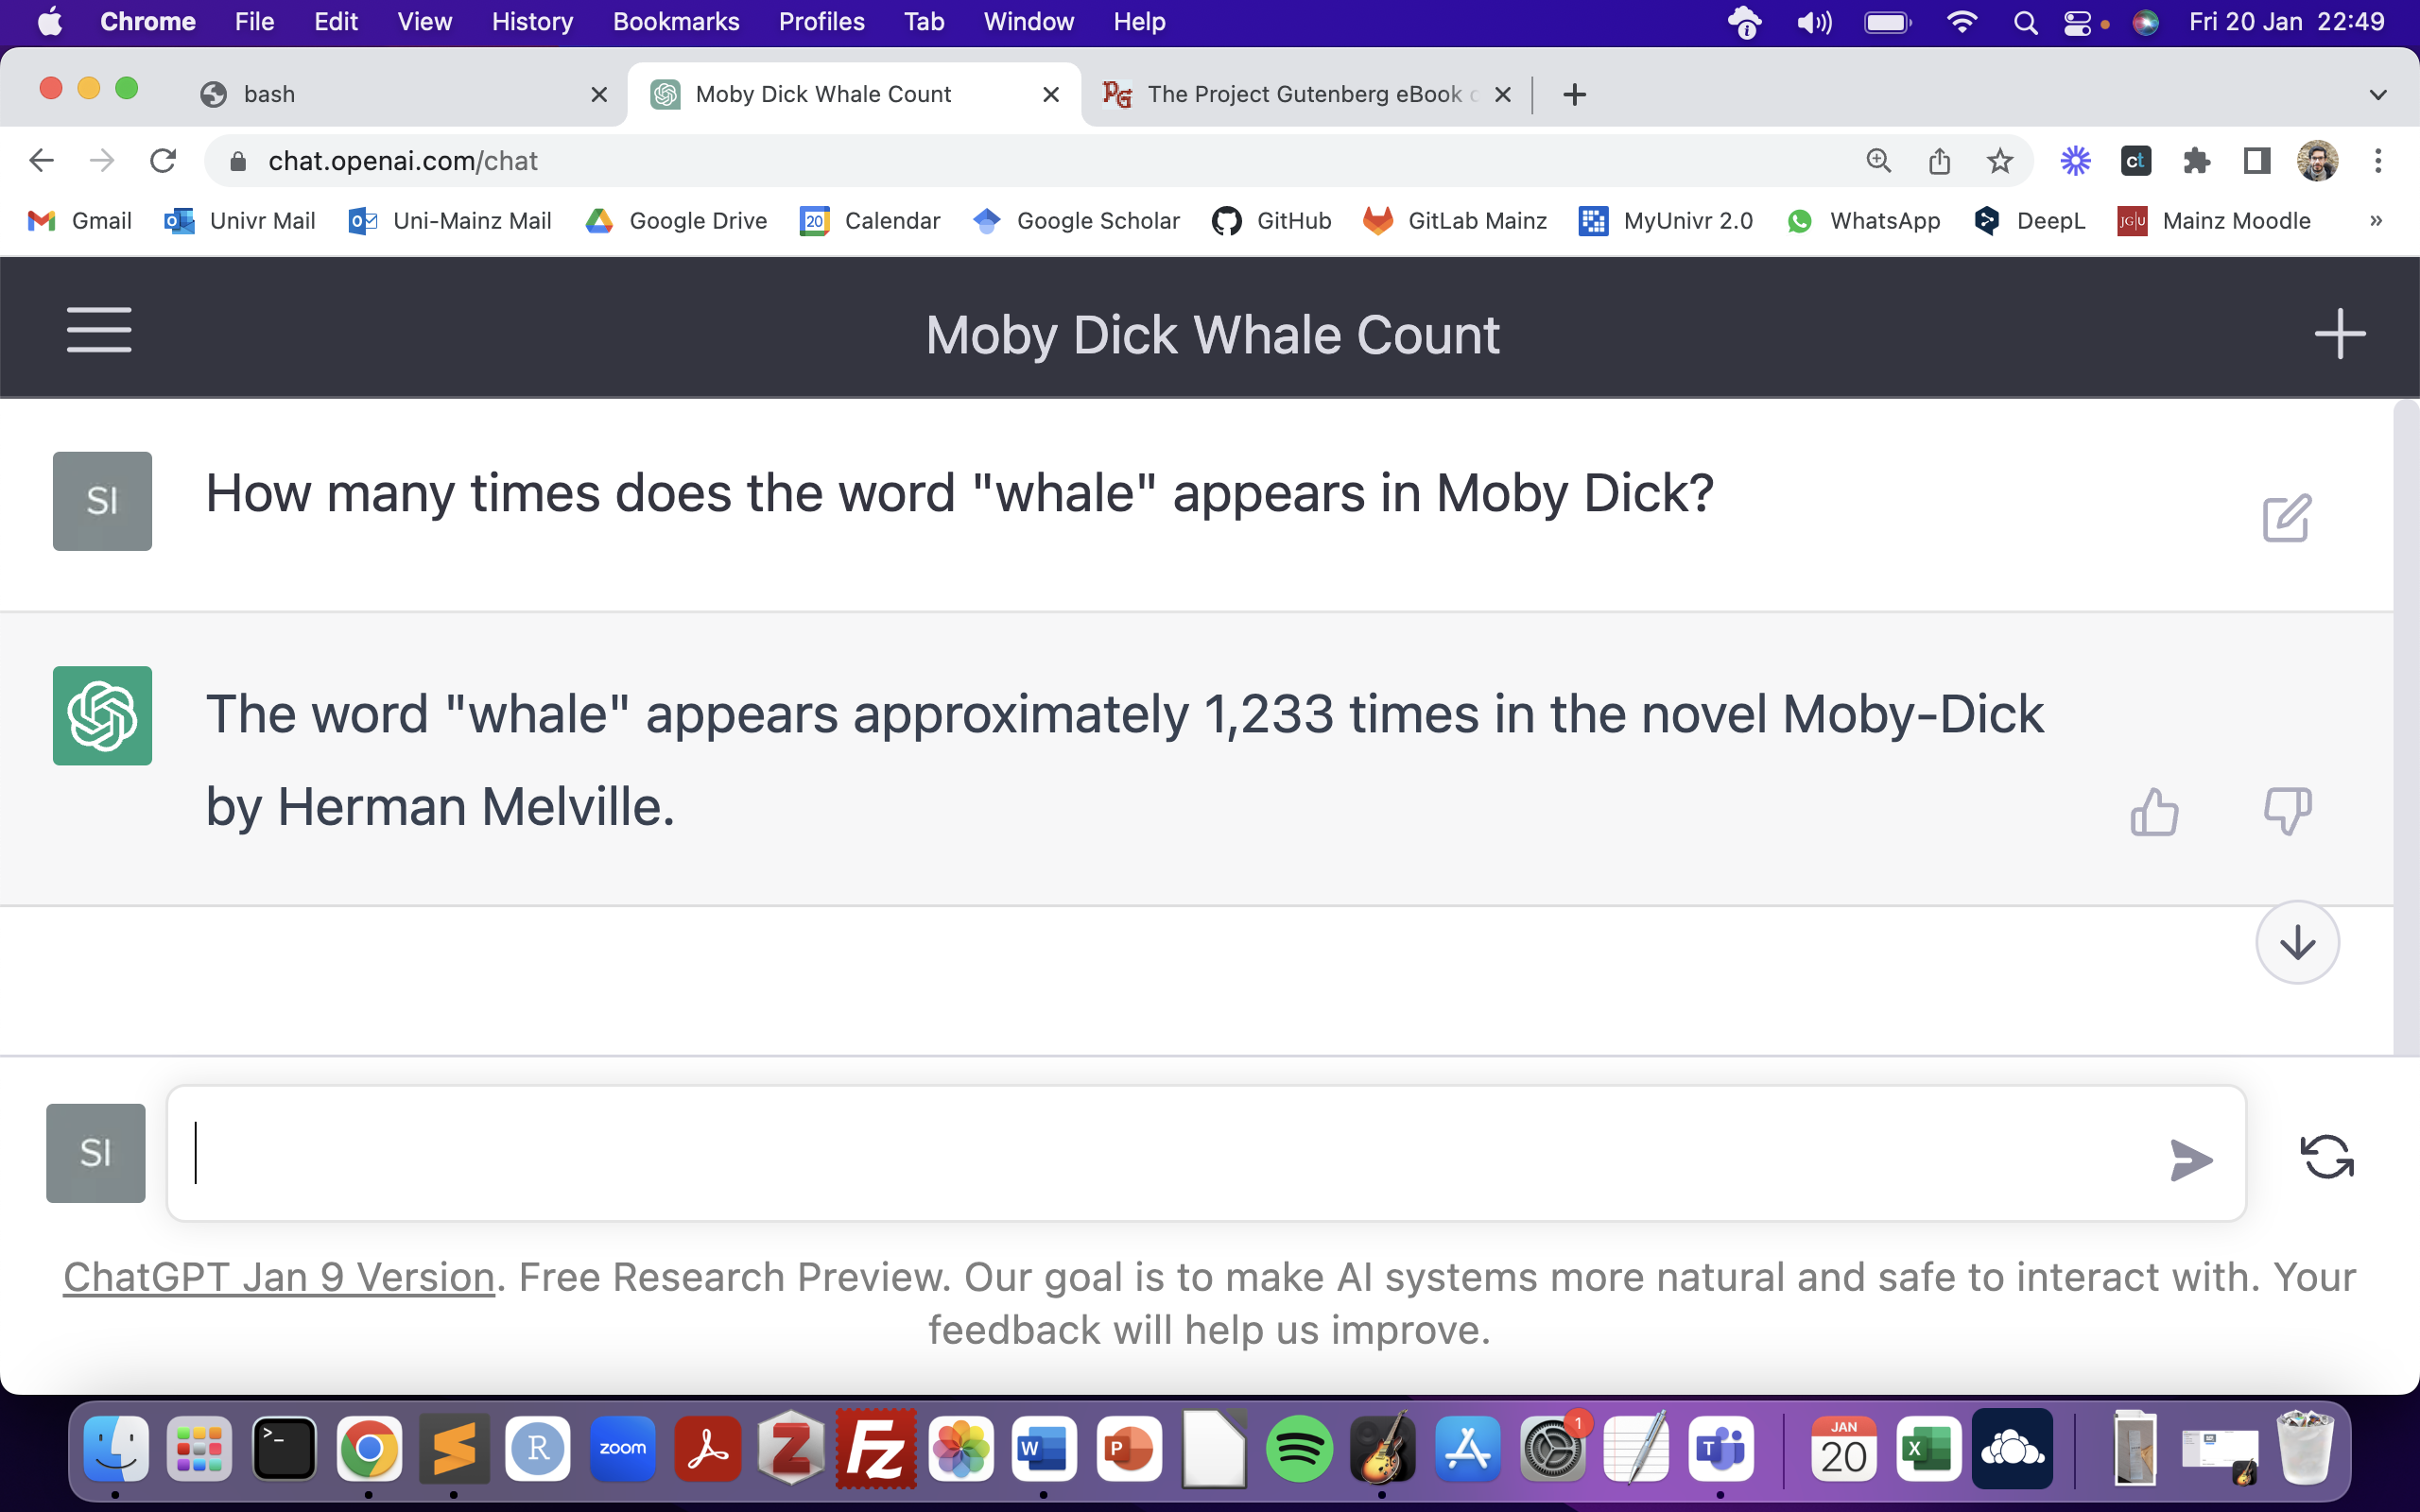 Chrome File Edit View History Bookmarks Profiles Tab Window Help Fri 20 Jan 22:49
bash Moby Dick Whale Count The Project Gutenberg eBook
chat.openai.com/chat ct
Gmail Univr Mail Uni-Mainz Mail Google Drive 20 Calendar Google Scholar GitHub GitLab Mainz MyUnivr 2.0 WhatsApp DeepL JG|U Mainz Moodle »
Moby Dick Whale Count
SI How many times does the word "whale" appears in Moby Dick?
The word "whale" appears approximately 1,233 times in the novel Moby-Dick
by Herman Melville.
SI
ChatGPT Jan 9 Version. Free Research Preview. Our goal is to make AI systems more natural and safe to interact with. Your
feedback will help us improve.
>_ R zoom Z Fz W P 1 T JAN 20 X